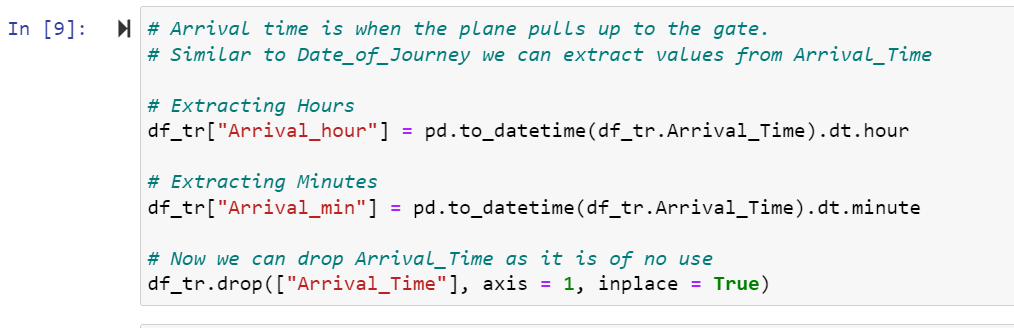 In [9]:
# Arrival time is when the plane pulls up to the gate.
# Similar to Date_of_Journey we can extract values from Arrival_Time
# Extracting Hours
df_tr["Arrival_hour"] = pd.to_datetime(df_tr.Arrival_Time).dt.hour
# Extracting Minutes
df_tr["Arrival_min"] = pd.to_datetime(df_tr.Arrival_Time).dt.minute
# Now we can drop Arrival_Time as it is of no use
df_tr.drop(["Arrival_Time"], axis = 1, inplace = True)